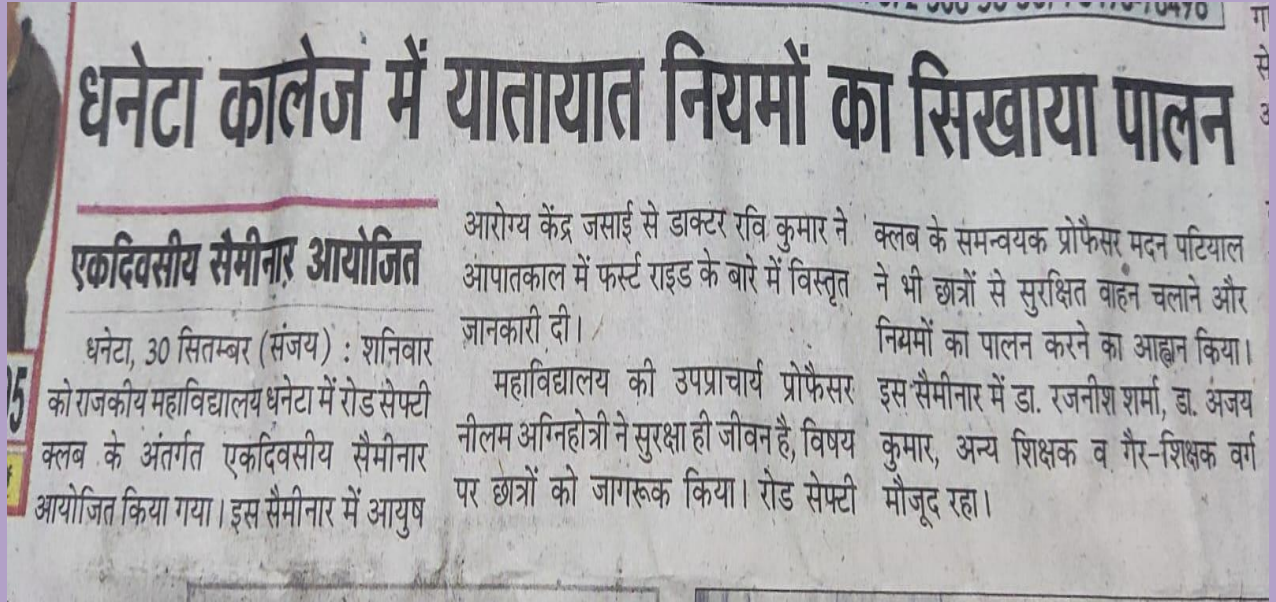 धनेटा कालेज में यातायात नियमों का सिखाया पालन
एकदिवसीय सैमीनार आयोजित
धनेटा, 30 सितम्बर (संजय) : शनिवार
को राजकीय महाविद्यालय धनेटा में रोड सेफ्टी
क्लब के अंतर्गत एकदिवसीय सैमीनार
आयोजित किया गया। इस सैमीनार में आयुष
आरोग्य केंद्र जसाई से डाक्टर रवि कुमार ने
आपातकाल में फर्स्ट राइड के बारे में विस्तृत
जानकारी दी।
महाविद्यालय की उपप्राचार्य प्रोफैसर
नीलम अग्निहोत्री ने सुरक्षा ही जीवन है, विषय
पर छात्रों को जागरूक किया। रोड सेफ्टी
क्लब के समन्वयक प्रोफैसर मदन पटियाल
ने भी छात्रों से सुरक्षित वाहन चलाने और
नियमों का पालन करने का आह्वान किया।
इस सैमीनार में डा. रजनीश शर्मा, डा. अंजय
कुमार, अन्य शिक्षक व गैर-शिक्षक वर्ग
मौजूद रहा।